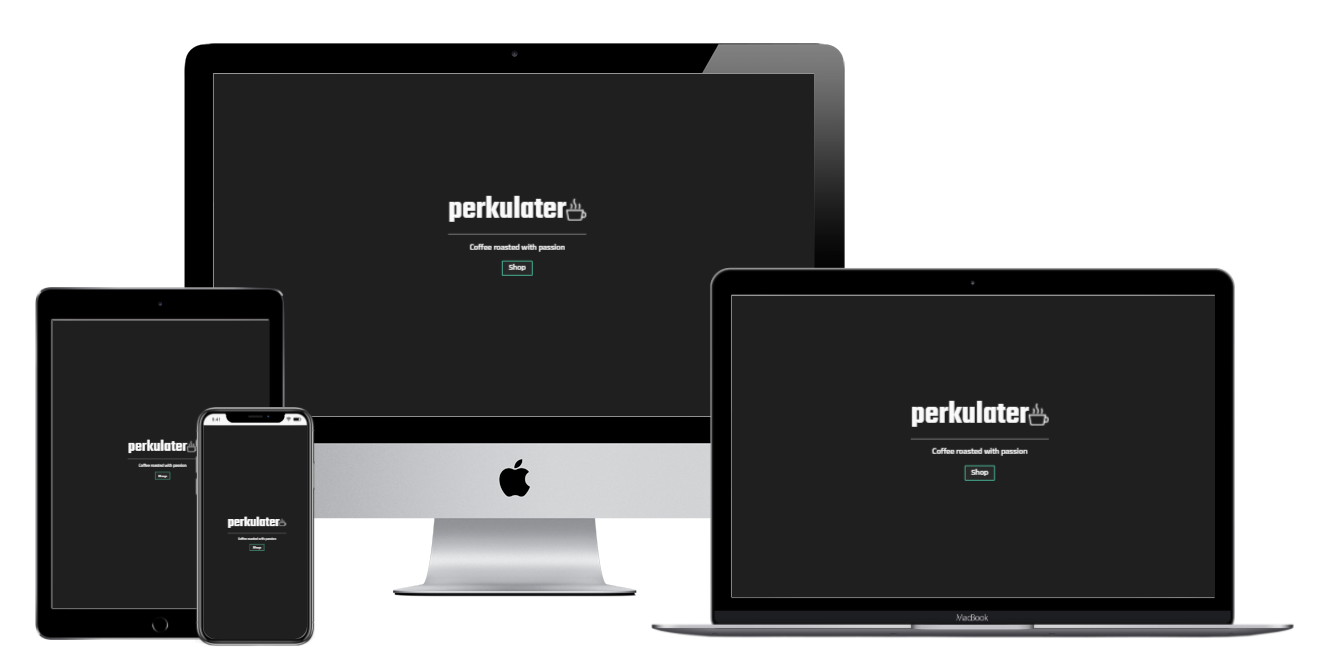 perkulater
Coffee roasted with passion
Shop
perkulater
Coffee roasted with passion
Shop
MacBook
perkulater
Coffee roasted with passion
Shop
9:41
perkulater
Coffee roasted with passion
Shop